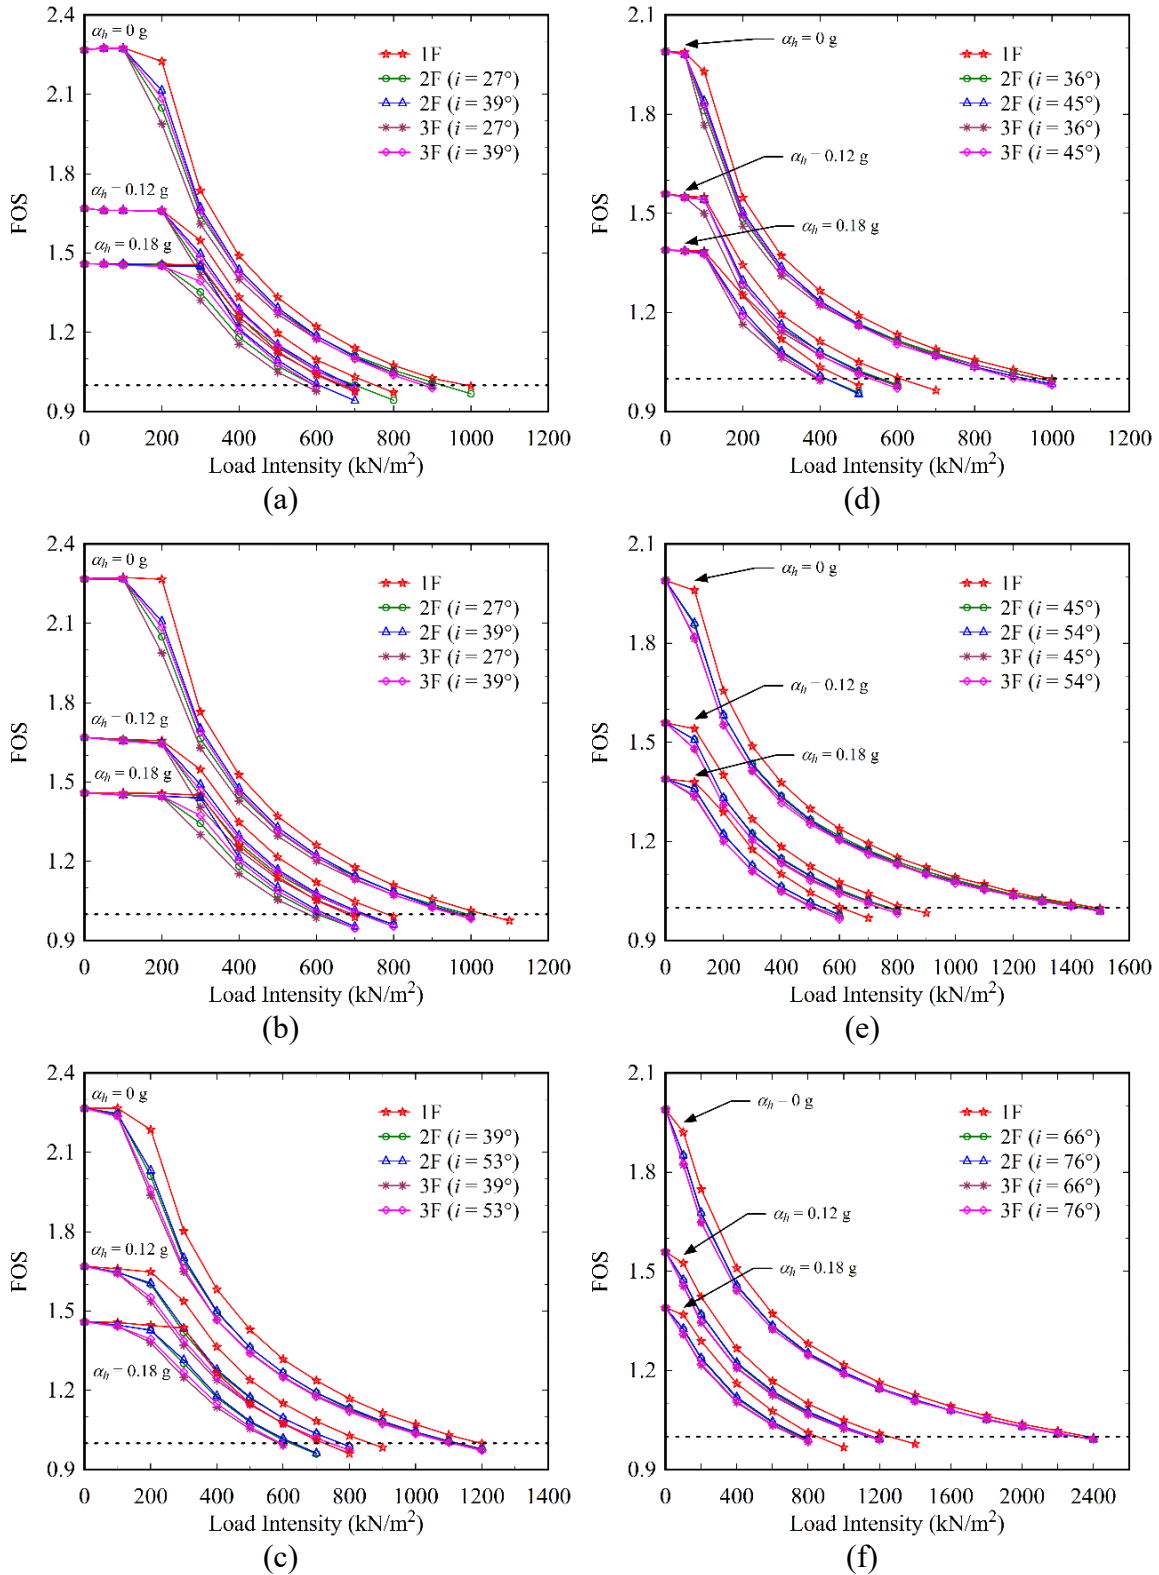 2.4
2.1
1.8
1.5
1.2
0.9
FOS
αh = 0 g
αh = 0.12 g
αh = 0.18 g
1F
2F (i = 27°)
2F (i = 39°)
3F (i = 27°)
3F (i = 39°)
0 200 400 600 800 1000 1200
Load Intensity (kN/m²)
(a)
2.1
1.8
1.5
1.2
0.9
FOS
αh = 0 g
αh = 0.12 g
αh = 0.18 g
1F
2F (i = 36°)
2F (i = 45°)
3F (i = 36°)
3F (i = 45°)
0 200 400 600 800 1000 1200
Load Intensity (kN/m²)
(d)
2.4
2.1
1.8
1.5
1.2
0.9
FOS
αh = 0 g
αh = 0.12 g
αh = 0.18 g
1F
2F (i = 27°)
2F (i = 39°)
3F (i = 27°)
3F (i = 39°)
0 200 400 600 800 1000 1200
Load Intensity (kN/m²)
(b)
2.1
1.8
1.5
1.2
0.9
FOS
αh = 0 g
αh = 0.12 g
αh = 0.18 g
1F
2F (i = 45°)
2F (i = 54°)
3F (i = 45°)
3F (i = 54°)
0 200 400 600 800 1000 1200 1400 1600
Load Intensity (kN/m²)
(e)
2.4
2.1
1.8
1.5
1.2
0.9
FOS
αh = 0 g
αh = 0.12 g
αh = 0.18 g
1F
2F (i = 39°)
2F (i = 53°)
3F (i = 39°)
3F (i = 53°)
0 200 400 600 800 1000 1200 1400
Load Intensity (kN/m²)
(c)
2.1
1.8
1.5
1.2
0.9
FOS
αh = 0 g
αh = 0.12 g
αh = 0.18 g
1F
2F (i = 66°)
2F (i = 76°)
3F (i = 66°)
3F (i = 76°)
0 400 800 1200 1600 2000 2400
Load Intensity (kN/m²)
(f)